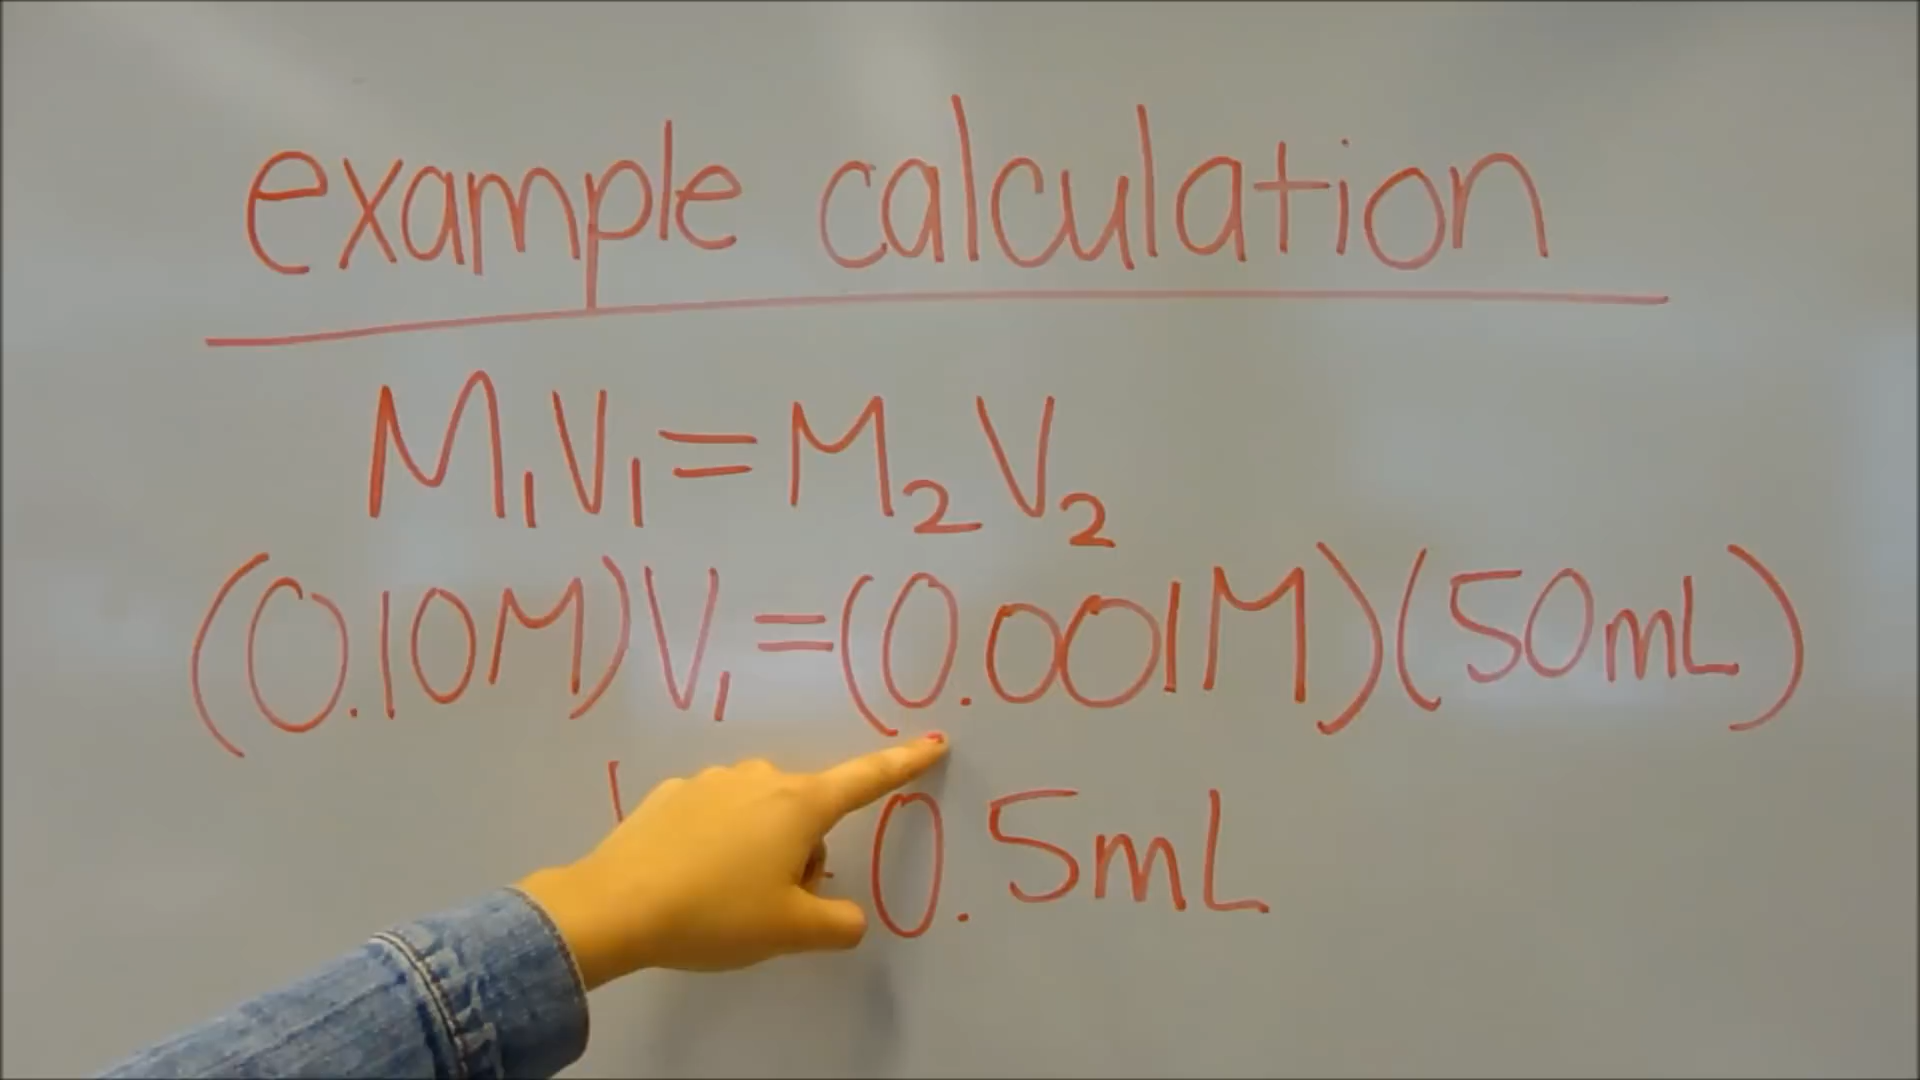 example calculation
M₁V₁=M₂V₂
(0.10M)V₁=(0.001M)(50mL)
0.5mL